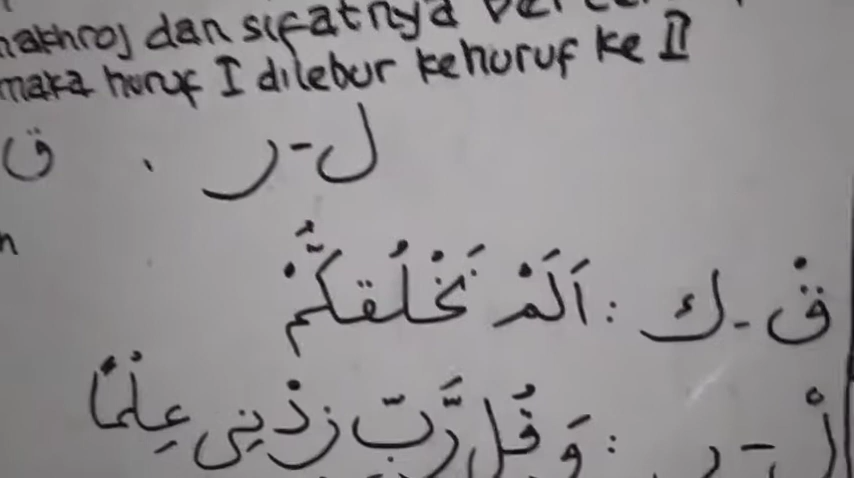 makhroj dan sifatnya
maka huruf I dilebur kehuruf ke II
ل-ر . ق
قْ-ك : اَلَمْ نَخْلُقكُّمْ
لْ-ر : وَقُل رَّبِّ زِدْنِي عِلْمًا